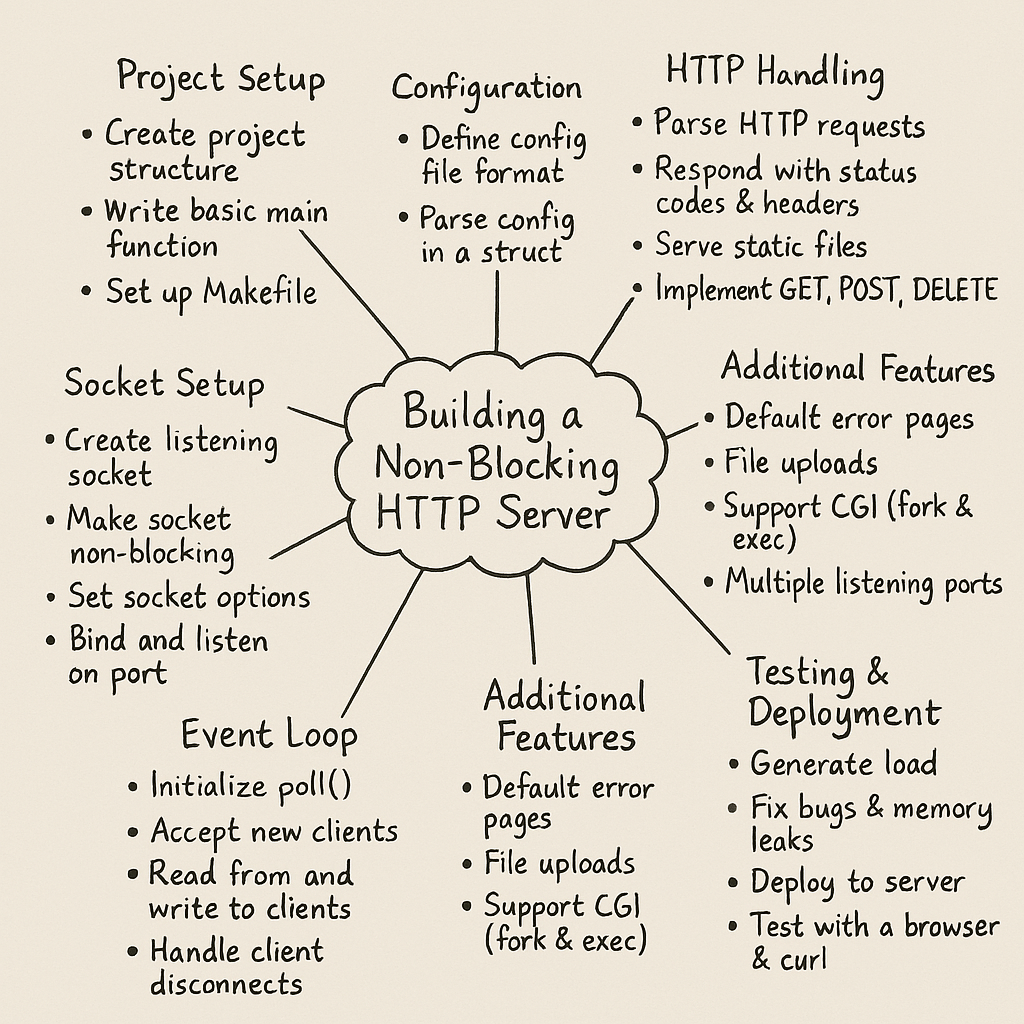 Project Setup
• Create project
structure
• Write basic main
function
• Set up Makefile
Configuration
• Define config
file format
• Parse config
in a struct
HTTP Handling
• Parse HTTP requests
• Respond with status
codes & headers
• Serve static files
• Implement GET, POST, DELETE
Socket Setup
• Create listening
socket
• Make socket
non-blocking
• Set socket options
• Bind and listen
on port
Building a
Non-Blocking
HTTP Server
Additional Features
• Default error pages
• File uploads
• Support CGI (fork &
exec)
• Multiple listening ports
Event Loop
• Initialize poll()
• Accept new clients
• Read from and
write to clients
• Handle client
disconnects
Additional
Features
• Default error
pages
• File uploads
• Support CGI
(fork & exec)
Testing &
Deployment
• Generate load
• Fix bugs & memory
leaks
• Deploy to server
• Test with a browser
& curl